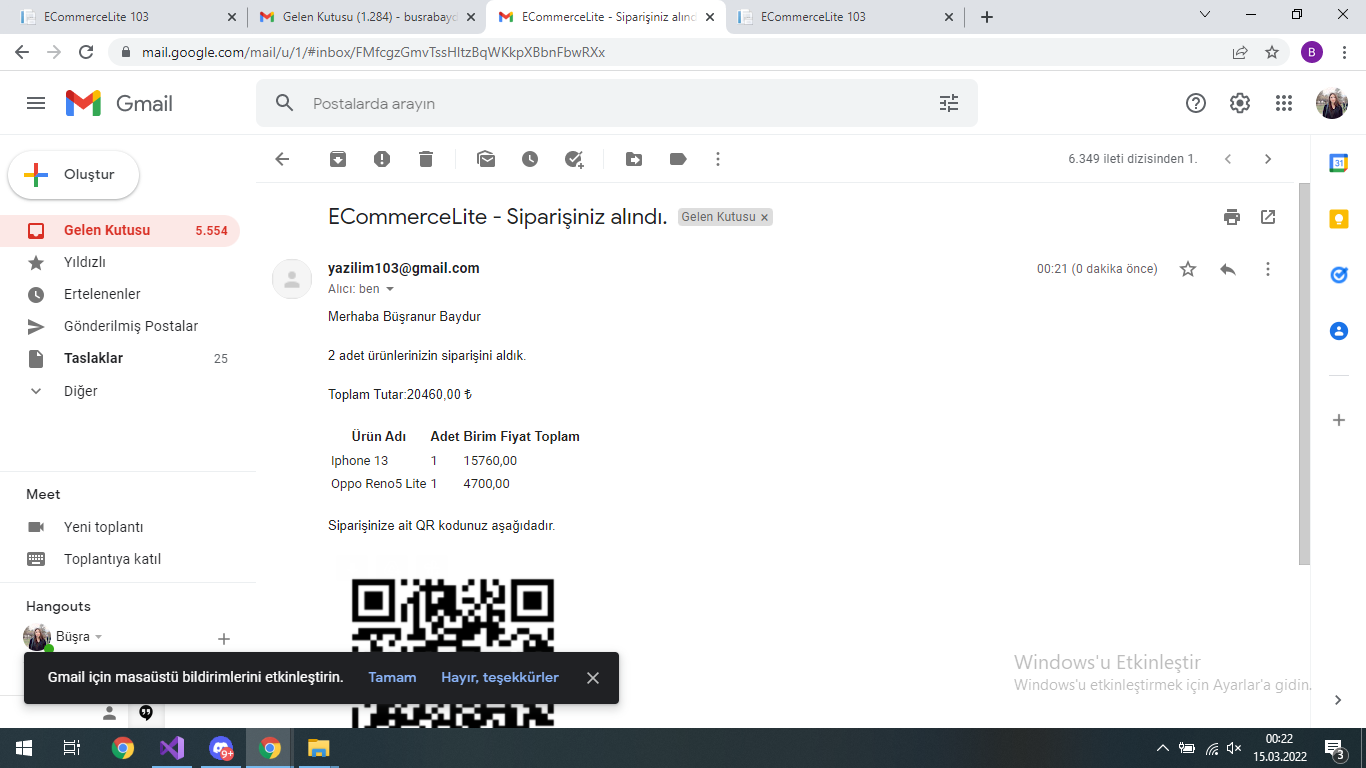 ECommerceLite 103
Gelen Kutusu (1.284) - busrabayd
ECommerceLite - Siparişiniz alınd
ECommerceLite 103
mail.google.com/mail/u/1/#inbox/FMfcgzGmvTssHltzBqWKkpXBbnFbwRXx
B
Gmail
Postalarda arayın
Oluştur
6.349 ileti dizisinden 1.
31
Gelen Kutusu 5.554
Yıldızlı
Ertelenenler
Gönderilmiş Postalar
Taslaklar 25
Diğer
ECommerceLite - Siparişiniz alındı. Gelen Kutusu ×
yazilim103@gmail.com 00:21 (0 dakika önce)
Alıcı: ben
Merhaba Büşranur Baydur
2 adet ürünlerinizin siparişini aldık.
Toplam Tutar:20460,00 ₺
Ürün Adı Adet Birim Fiyat Toplam
Iphone 13 1 15760,00
Oppo Reno5 Lite 1 4700,00
Siparişinize ait QR kodunuz aşağıdadır.
Meet
Yeni toplantı
Toplantıya katıl
Hangouts
Büşra
Gmail için masaüstü bildirimlerini etkinleştirin. Tamam Hayır, teşekkürler
Windows'u Etkinleştir
Windows'u etkinleştirmek için Ayarlar'a gidin.
9+
00:22
15.03.2022
3